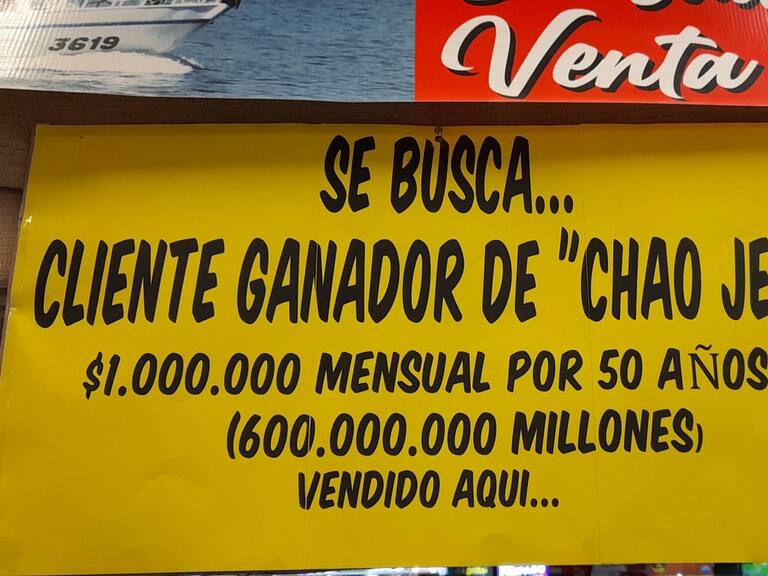 3619
Venta
SE BUSCA...
CLIENTE GANADOR DE "CHAO JE
$1.000.000 MENSUAL POR 50 AÑOS
(600.000.000 MILLONES)
VENDIDO AQUI...